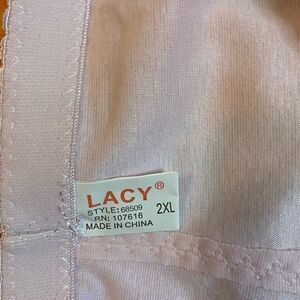 LACY®
STYLE: 68509
2XL
RN: 107616
MADE IN CHINA